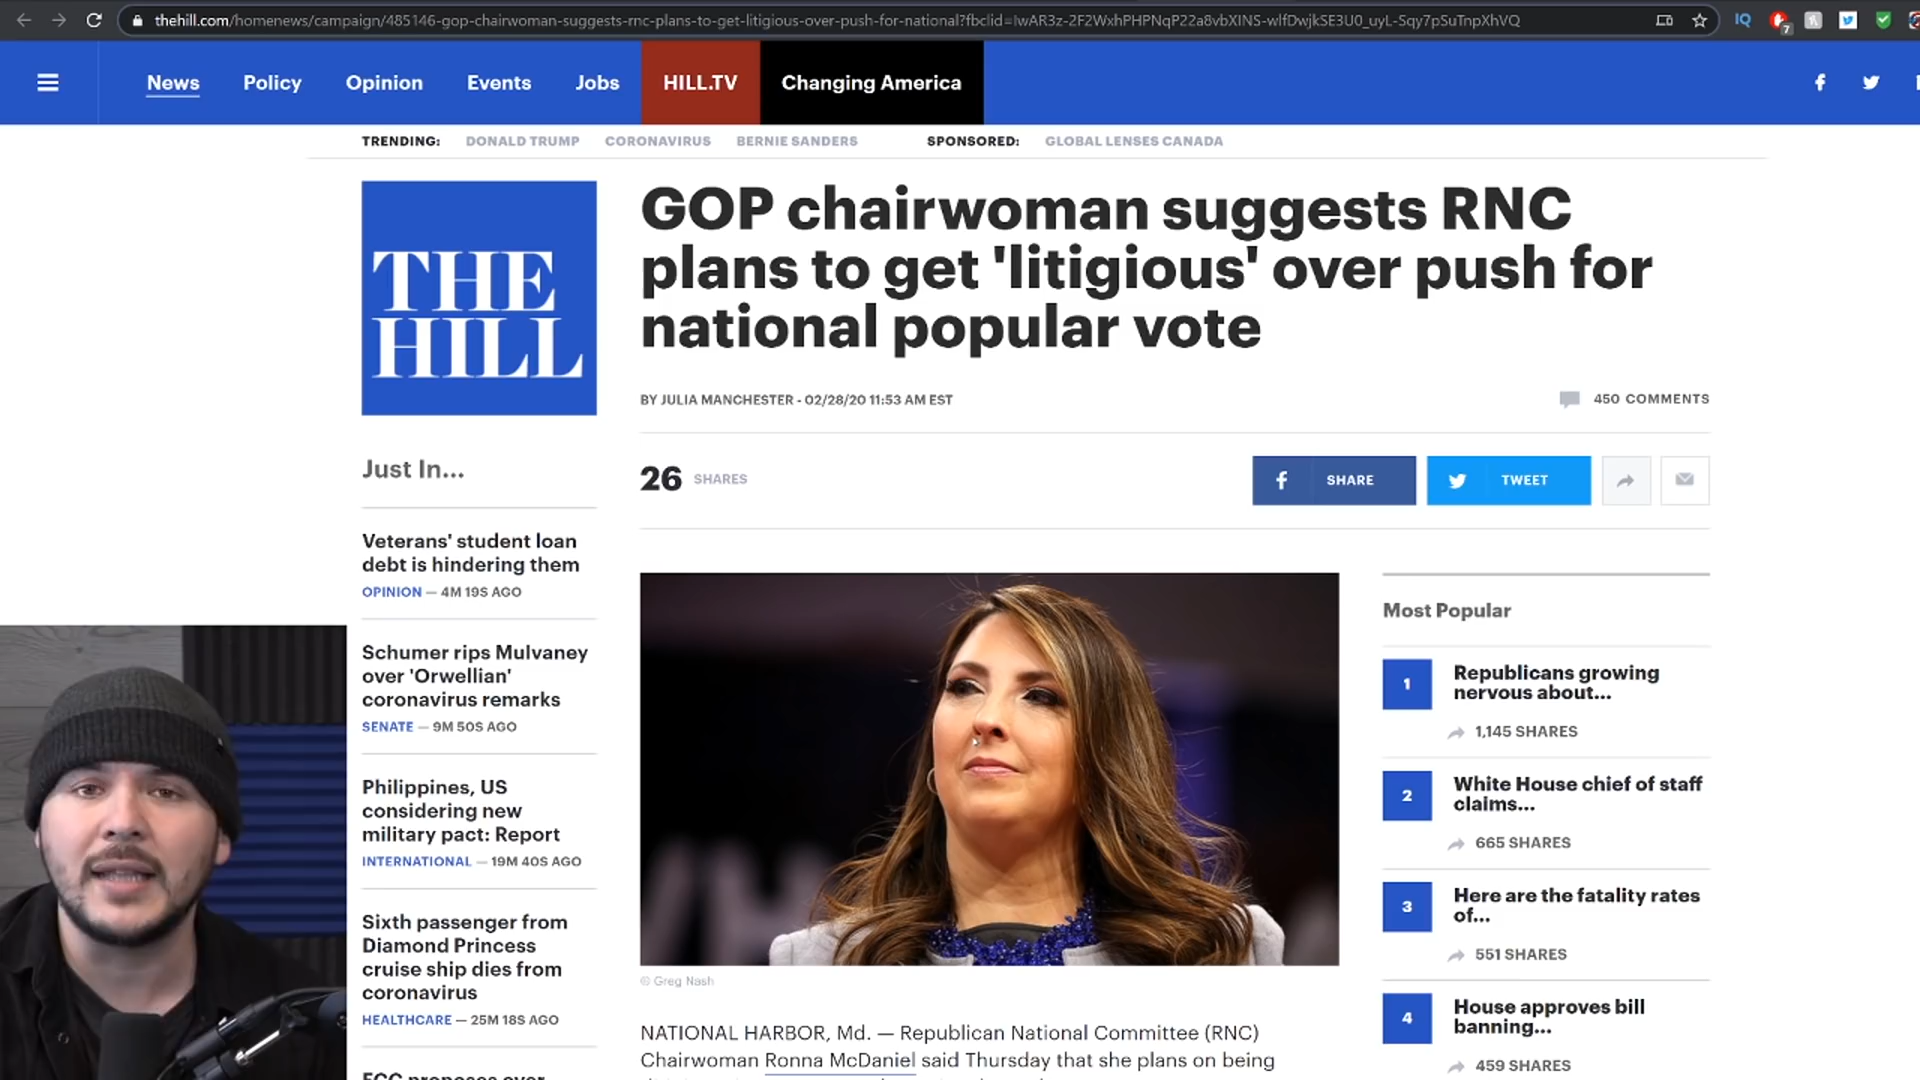 thehill.com/homenews/campaign/485146-gop-chairwoman-suggests-rnc-plans-to-get-litigious-over-push-for-national?fbclid=IwAR3z-2F2WxhPHPNqP22a8vbXINS-wlfDwjkSE3U0_uyL-Sqy7pSuTnpXhVQ
IQ
7
News
Policy
Opinion
Events
Jobs
HILL.TV
Changing America
TRENDING: DONALD TRUMP CORONAVIRUS BERNIE SANDERS SPONSORED: GLOBAL LENSES CANADA
THE
HILL
GOP chairwoman suggests RNC
plans to get 'litigious' over push for
national popular vote
BY JULIA MANCHESTER - 02/28/20 11:53 AM EST
450 COMMENTS
26 SHARES
SHARE
TWEET
Just In...
Veterans' student loan
debt is hindering them
OPINION — 4M 19S AGO
Schumer rips Mulvaney
over 'Orwellian'
coronavirus remarks
SENATE — 9M 50S AGO
Philippines, US
considering new
military pact: Report
INTERNATIONAL — 19M 40S AGO
Sixth passenger from
Diamond Princess
cruise ship dies from
coronavirus
HEALTHCARE — 25M 18S AGO
© Greg Nash
NATIONAL HARBOR, Md. — Republican National Committee (RNC)
Chairwoman Ronna McDaniel said Thursday that she plans on being
Most Popular
1
Republicans growing
nervous about...
1,145 SHARES
2
White House chief of staff
claims...
665 SHARES
3
Here are the fatality rates
of...
551 SHARES
4
House approves bill
banning...
459 SHARES